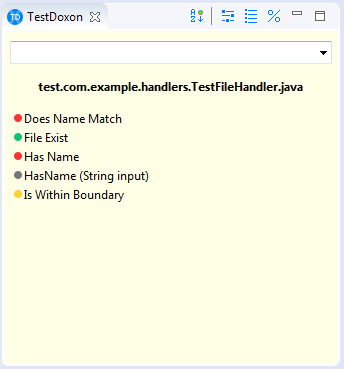 TD TestDoxon
test.com.example.handlers.TestFileHandler.java
Does Name Match
File Exist
Has Name
HasName (String input)
Is Within Boundary